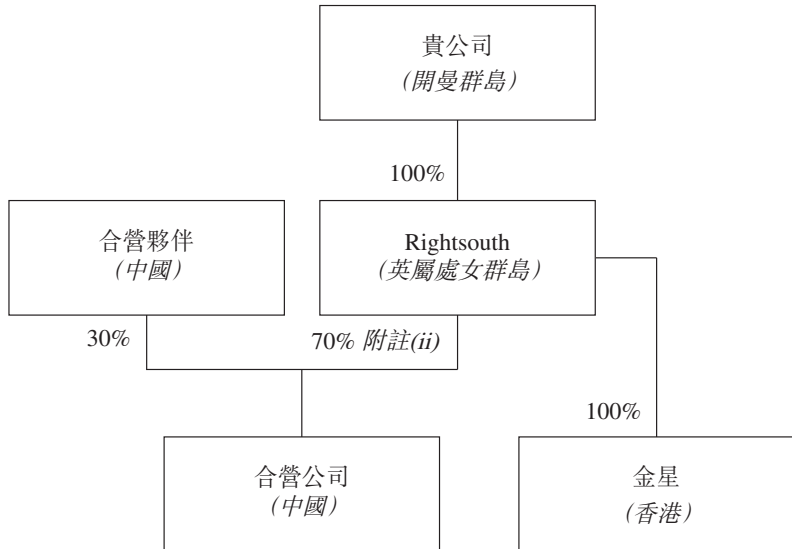 貴公司
（開曼群島）
100%
合營夥伴
（中國）
Rightsouth
（英屬處女群島）
30%
70% 附註(ii)
100%
合營公司
（中國）
金星
（香港）